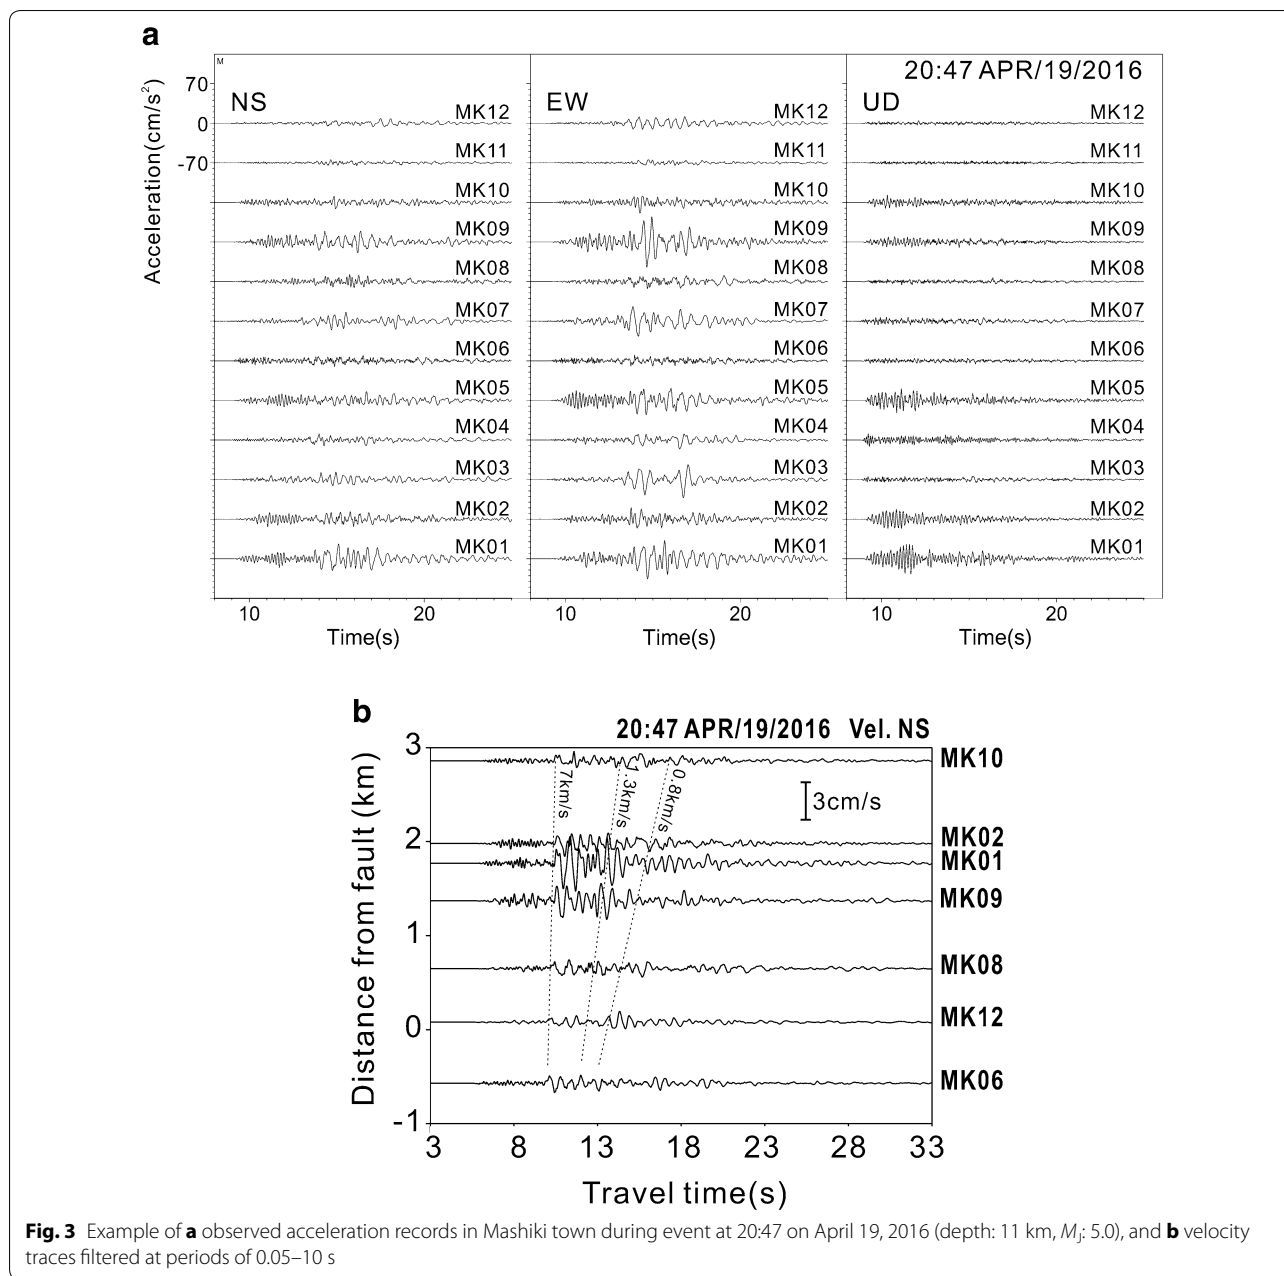 a
M
20:47 APR/19/2016
Acceleration(cm/s²)
70
0
-70
NS
EW
UD
MK12 MK12 MK12
MK11 MK11 MK11
MK10 MK10 MK10
MK09 MK09 MK09
MK08 MK08 MK08
MK07 MK07 MK07
MK06 MK06 MK06
MK05 MK05 MK05
MK04 MK04 MK04
MK03 MK03 MK03
MK02 MK02 MK02
MK01 MK01 MK01
10 20 10 20 10 20
Time(s) Time(s) Time(s)
b
20:47 APR/19/2016 Vel. NS
Distance from fault (km)
3
2
1
0
-1
7km/s
1.3km/s
0.8km/s
3cm/s
MK10
MK02
MK01
MK09
MK08
MK12
MK06
3 8 13 18 23 28 33
Travel time(s)
Fig. 3 Example of a observed acceleration records in Mashiki town during event at 20:47 on April 19, 2016 (depth: 11 km, MJ: 5.0), and b velocity
traces filtered at periods of 0.05–10 s